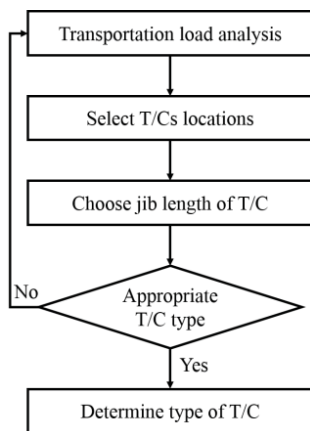 Transportation load analysis
Select T/Cs locations
Choose jib length of T/C
No
Appropriate
T/C type
Yes
Determine type of T/C